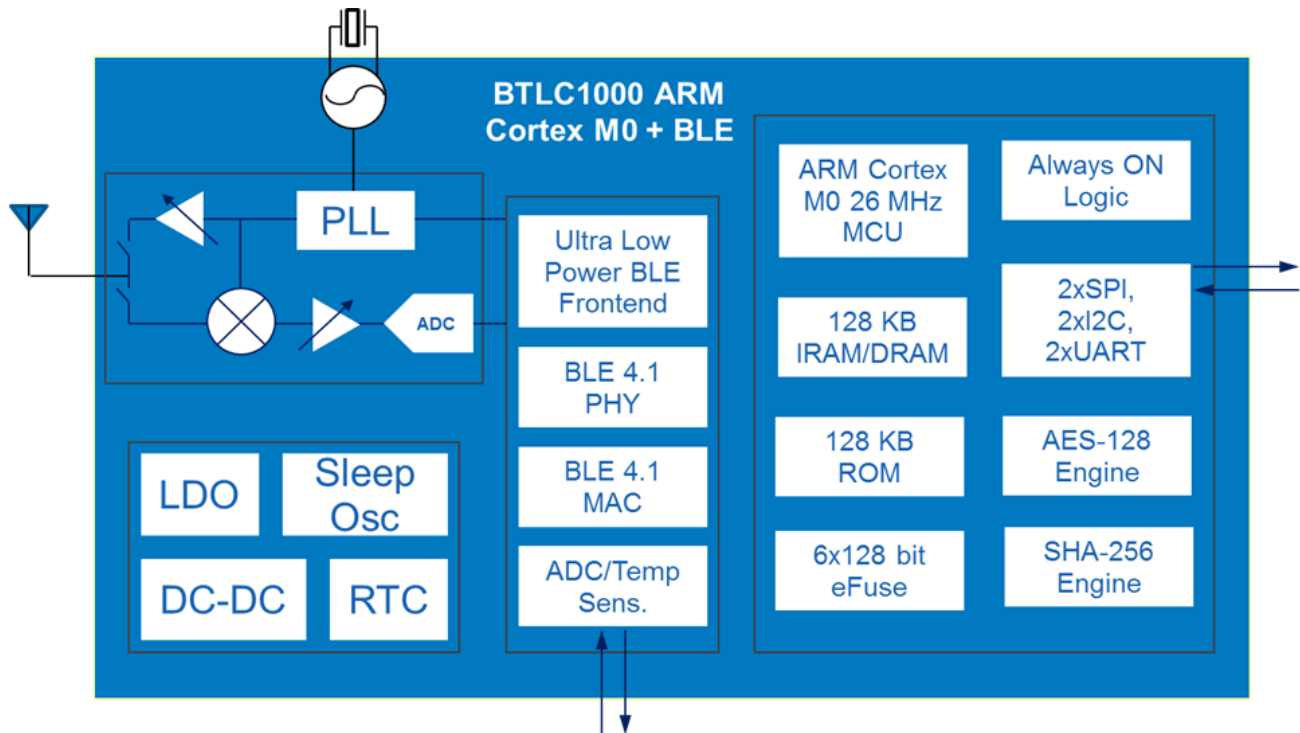 BTLC1000 ARM
Cortex M0 + BLE
PLL
ADC
Ultra Low
Power BLE
Frontend
BLE 4.1
PHY
BLE 4.1
MAC
ADC/Temp
Sens.
LDO
Sleep
Osc
DC-DC
RTC
ARM Cortex
M0 26 MHz
MCU
128 KB
IRAM/DRAM
128 KB
ROM
6x128 bit
eFuse
Always ON
Logic
2xSPI,
2xI2C,
2xUART
AES-128
Engine
SHA-256
Engine